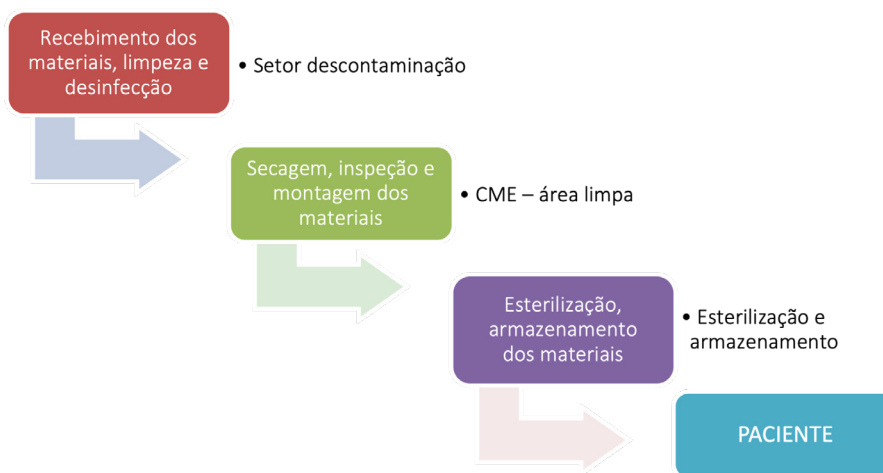 Recebimento dos
materiais, limpeza e
desinfecção
• Setor descontaminação
Secagem, inspeção e
montagem dos
materiais
• CME – área limpa
Esterilização,
armazenamento
dos materiais
• Esterilização e
armazenamento
PACIENTE